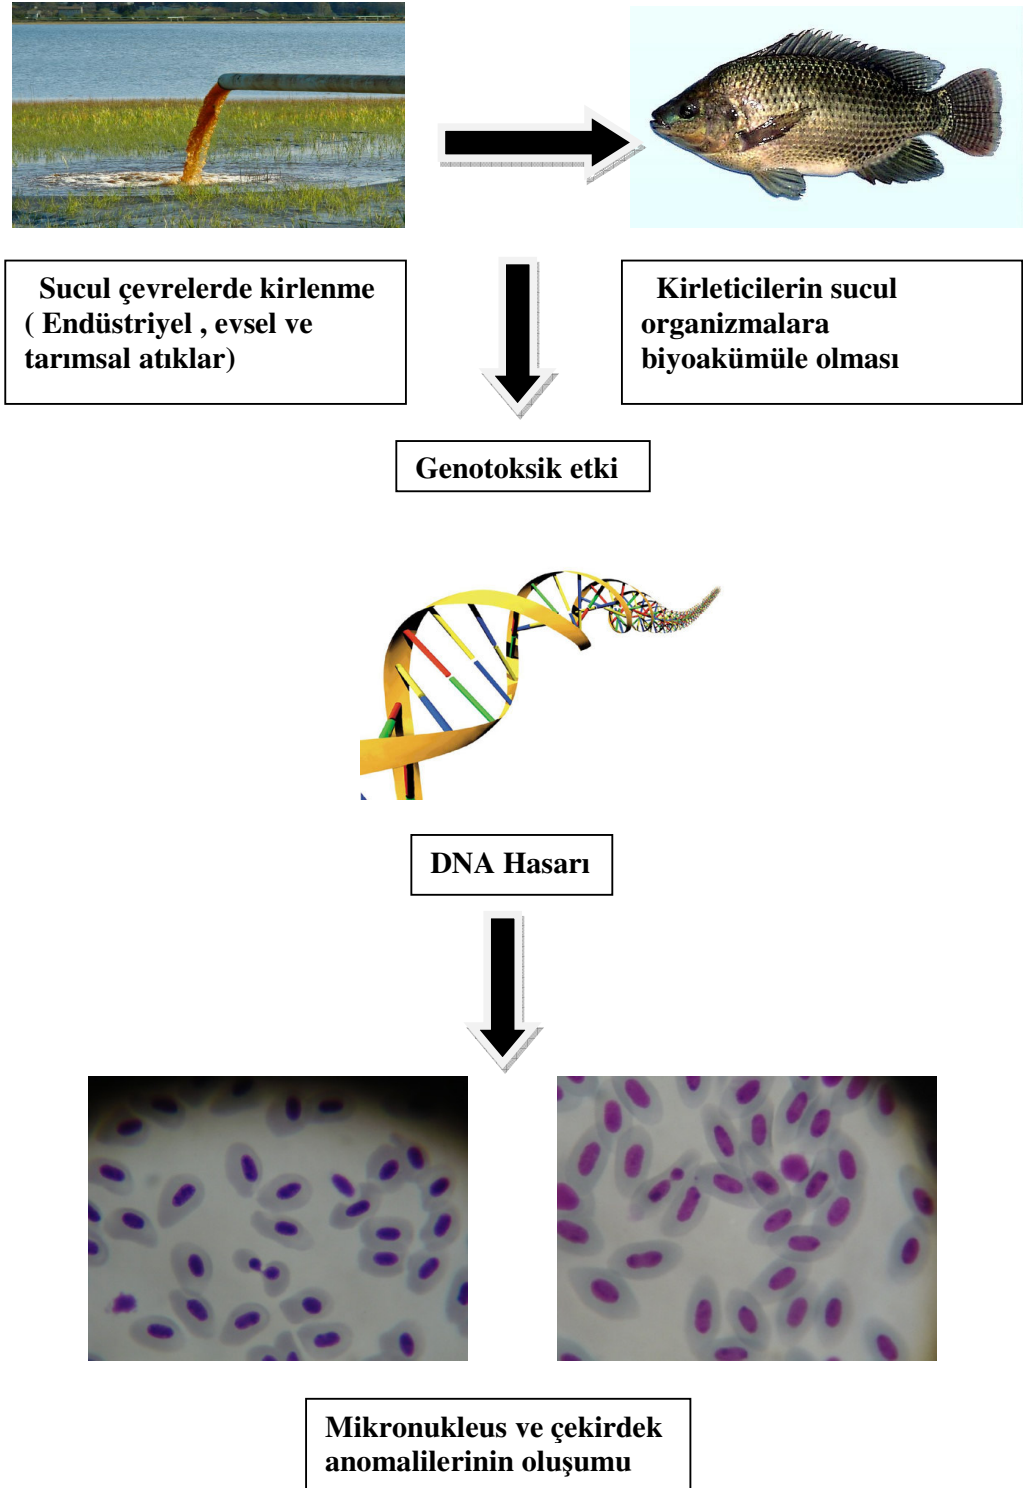 Sucul çevrelerde kirlenme
( Endüstriyel , evsel ve
tarımsal atıklar)
Kirleticilerin sucul
organizmalara
biyoakümüle olması
Genotoksik etki
DNA Hasarı
Mikronukleus ve çekirdek
anomalilerinin oluşumu